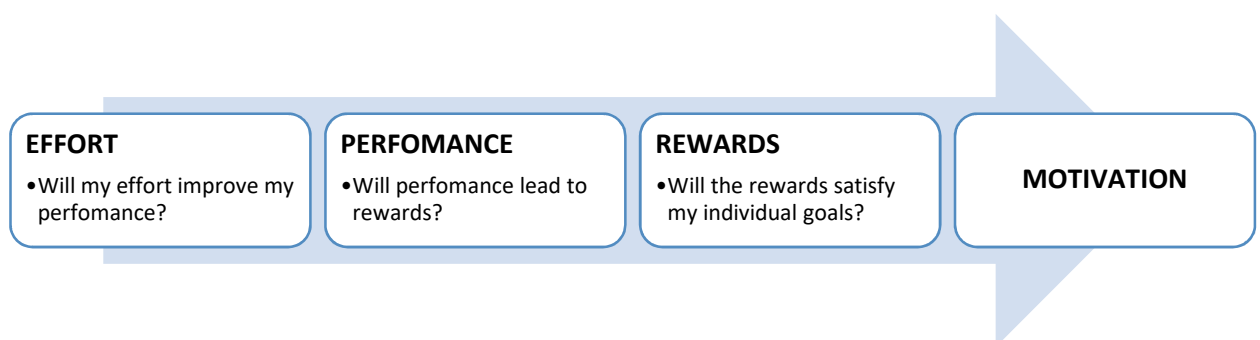 EFFORT
•Will my effort improve my
perfomance?
PERFOMANCE
•Will perfomance lead to
rewards?
REWARDS
•Will the rewards satisfy
my individual goals?
MOTIVATION